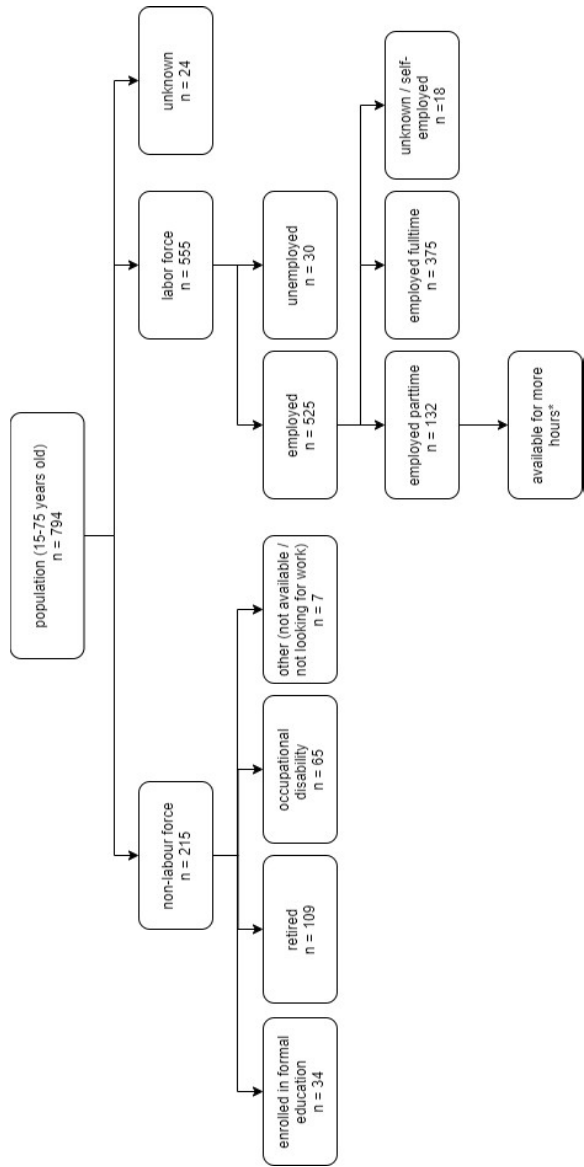 population (15-75 years old)
n = 794
non-labour force
n = 215
labor force
n = 555
unknown
n = 24
enrolled in formal
education
n = 34
retired
n = 109
occupational
disability
n = 65
other (not available /
not looking for work)
n = 7
employed
n = 525
unemployed
n = 30
employed parttime
n = 132
employed fulltime
n = 375
unknown / self-
employed
n =18
available for more
hours*